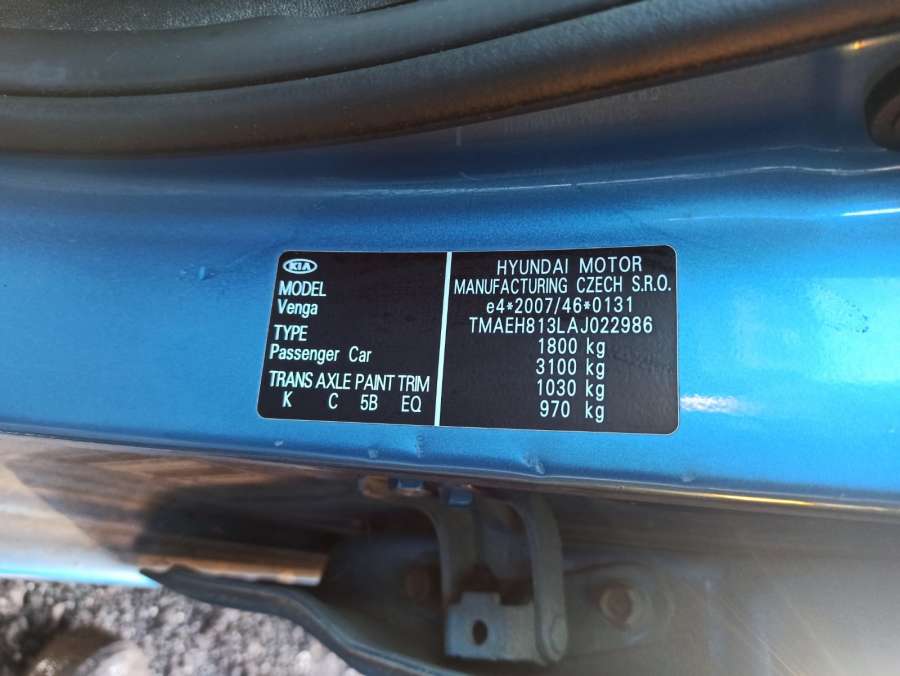 KIA
MODEL
Venga
TYPE
Passenger Car
TRANS AXLE PAINT TRIM
K C 5B EQ
HYUNDAI MOTOR
MANUFACTURING CZECH S.R.O.
e4*2007/46*0131
TMAEH813LAJ022986
1800 kg
3100 kg
1030 kg
970 kg